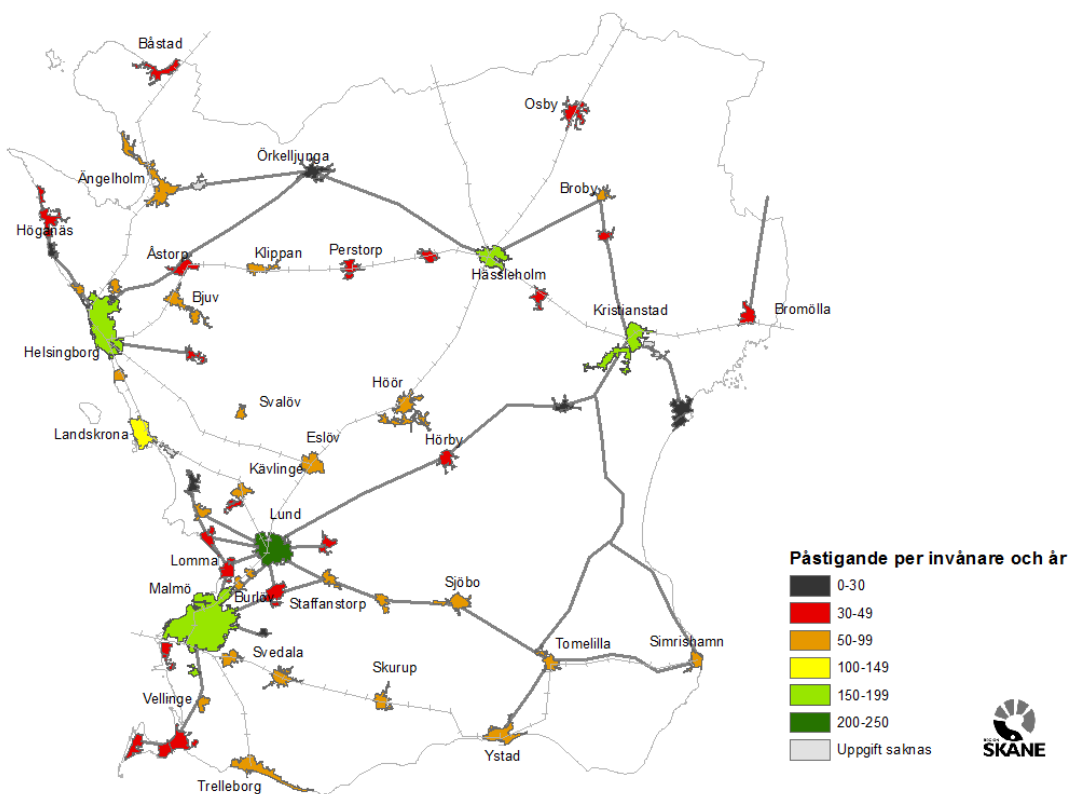 Båstad
Osby
Örkelljunga
Ängelholm
Broby
Höganäs
Åstorp
Klippan
Perstorp
Hässleholm
Bjuv
Kristianstad
Bromölla
Helsingborg
Höör
Svalöv
Landskrona
Eslöv
Hörby
Kävlinge
Lund
Lomma
Malmö
Burlöv
Staffanstorp
Sjöbo
Tomelilla
Simrishamn
Svedala
Skurup
Vellinge
Ystad
Trelleborg
Påstigande per invånare och år
0-30
30-49
50-99
100-149
150-199
200-250
Uppgift saknas
REGION
SKÅNE